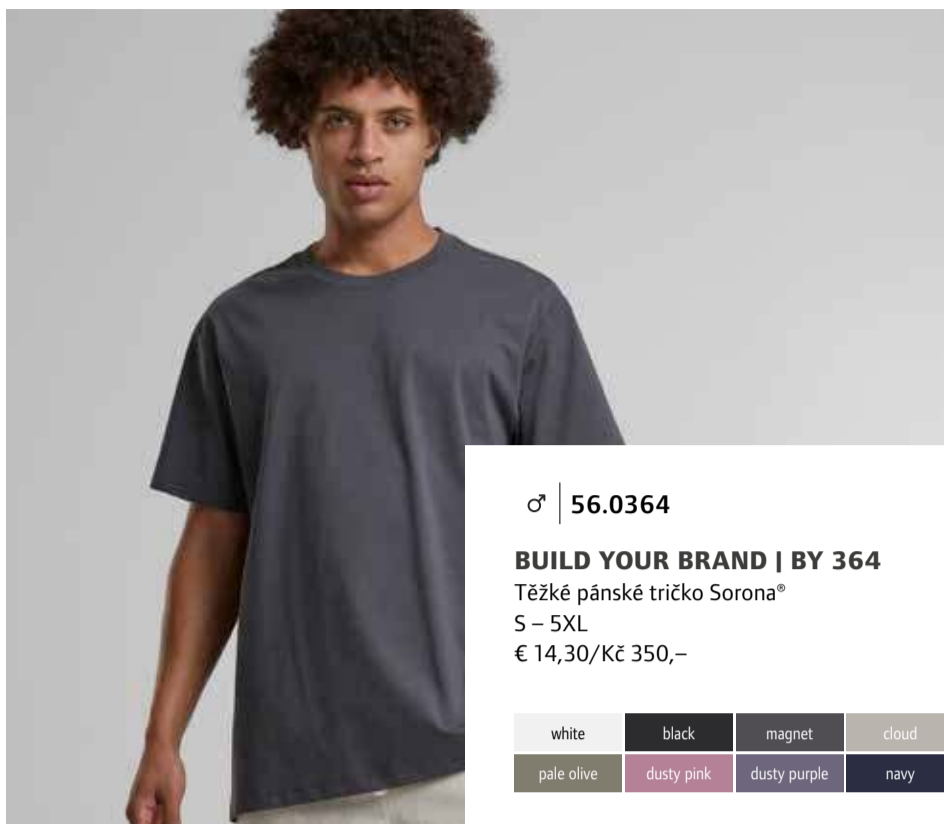 ♂ | 56.0364
BUILD YOUR BRAND | BY 364
Těžké pánské tričko Sorona®
S – 5XL
€ 14,30/Kč 350,–
white black magnet cloud
pale olive dusty pink dusty purple navy